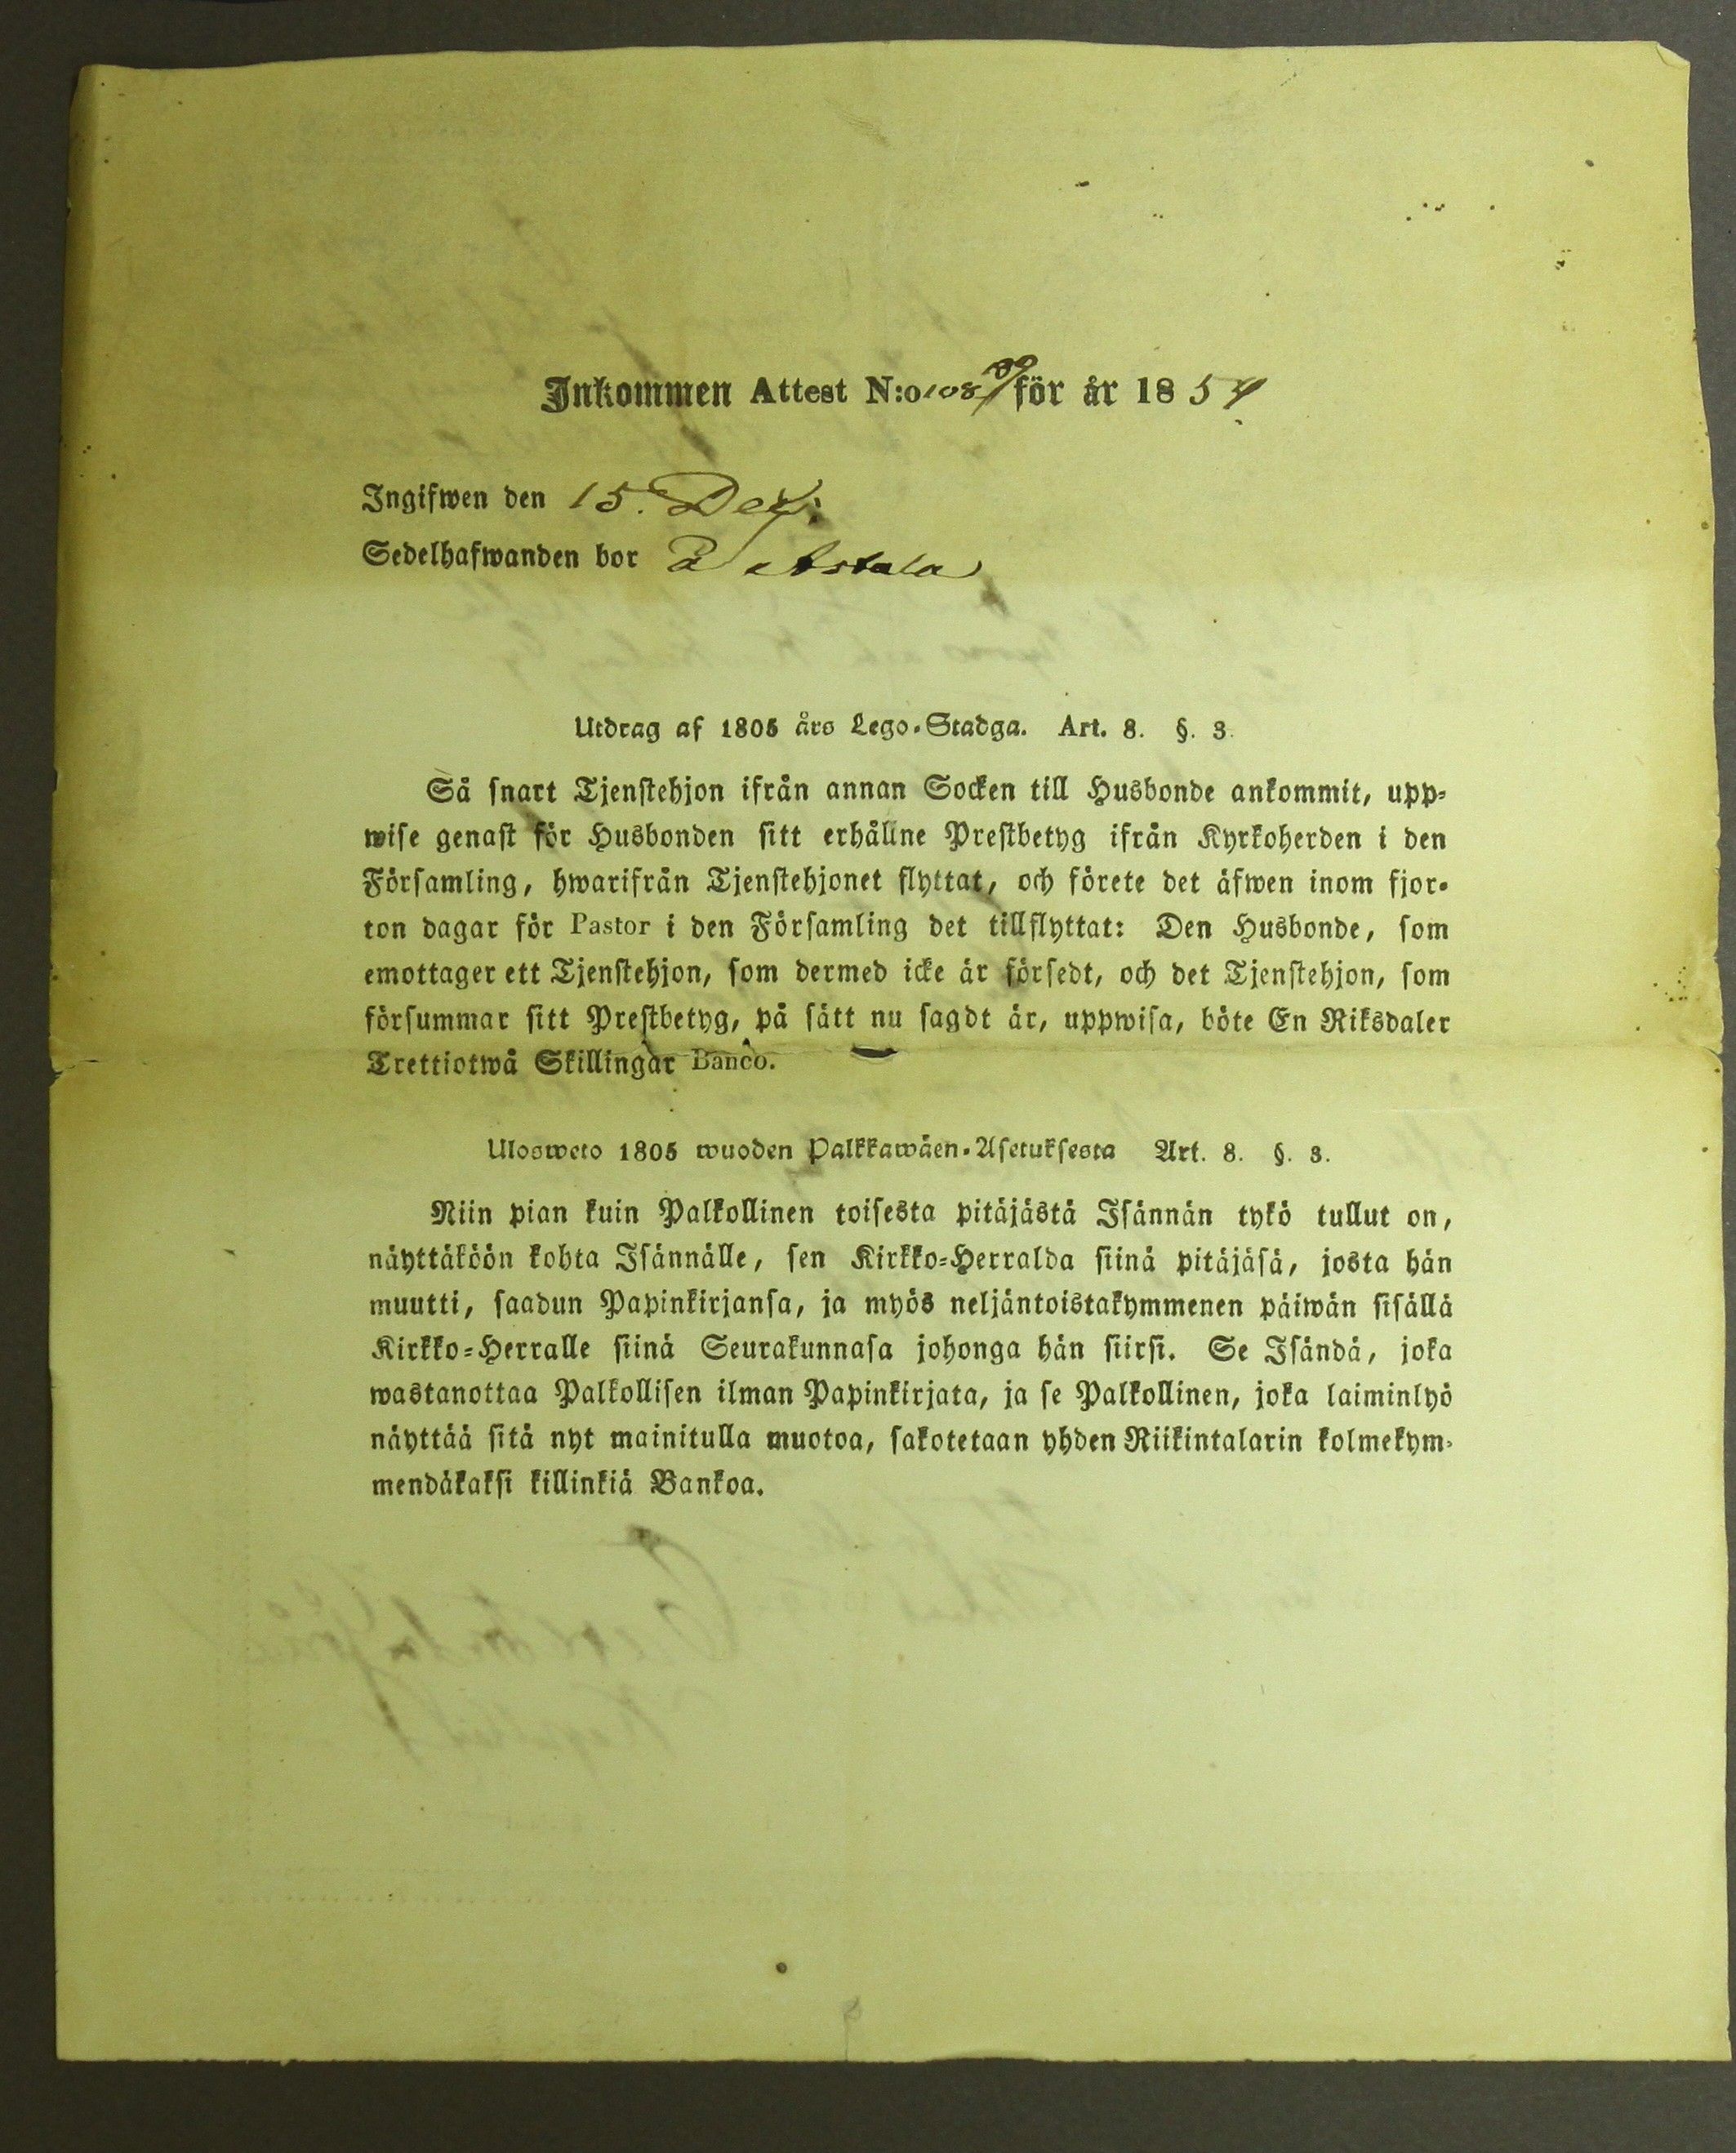 Inkommen Attest N:o 108 för år 1854
Ingifwen den 15. Dec:
Sedelhafwanden bor på Astala
Utdrag af 1805 års Lego-Stadga. Art. 8. §. 3.
Så snart Tjenstehjon ifrån annan Socken till Husbonde ankommit, upp-
wise genast för Husbonden sitt erhållne Prestbetyg ifrån Kyrkoherden i den
Församling, hwarifrån Tjenstehjonet flyttat, och förete det äfwen inom fjor-
ton dagar för Pastor i den Församling det tillflyttat: Den Husbonde, som
emottager ett Tjenstehjon, som dermed icke är försedt, och det Tjenstehjon, som
försummar sitt Prestbetyg, på sätt nu sagdt är, uppwisa, böte En Riksdaler
Trettiotwå Skillingar Banco.
Ulosweto 1805 wuoden Palkkawäen-Asetuksesta Art. 8. §. 3.
Niin pian kuin Palkollinen toisesta pitäjästä Isännän tykö tullut on,
näyttäköön kohta Isännälle, sen Kirkko-Herralda siinä pitäjäsä, josta hän
muutti, saadun Papinkirjansa, ja myös neljäntoistakymmenen päiwän sisällä
Kirkko-Herralle siinä Seurakunnasa johonga hän siirsi. Se Isändä, joka
wastanottaa Palkollisen ilman Papinkirjata, ja se Palkollinen, joka laiminlyö
näyttää sitä nyt mainitulla muotoa, sakotetaan yhden Riikintalarin kolmekym-
mendäkaksi killinkiä Bankoa.